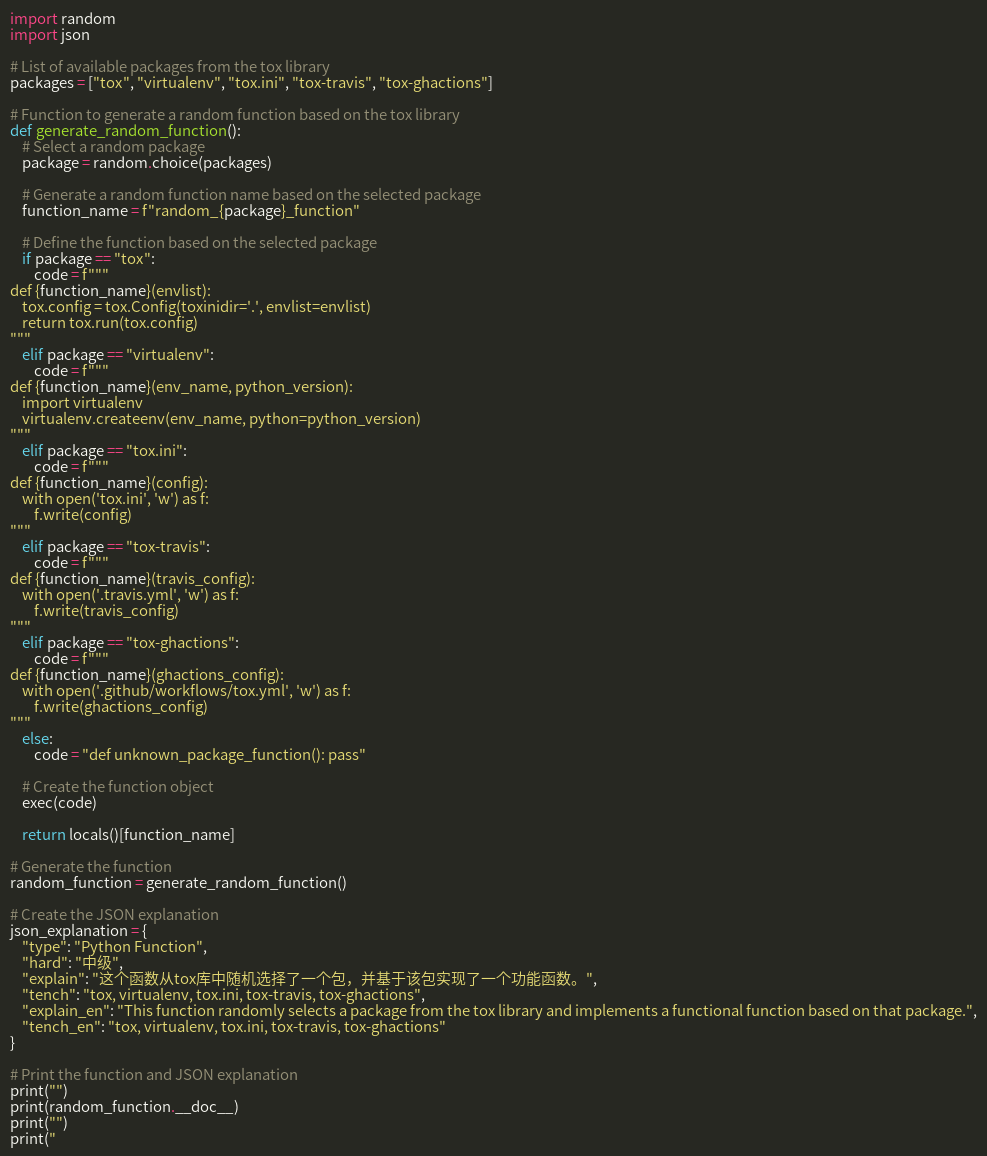 import random
import json

# List of available packages from the tox library
packages = ["tox", "virtualenv", "tox.ini", "tox-travis", "tox-ghactions"]

# Function to generate a random function based on the tox library
def generate_random_function():
    # Select a random package
    package = random.choice(packages)

    # Generate a random function name based on the selected package
    function_name = f"random_{package}_function"

    # Define the function based on the selected package
    if package == "tox":
        code = f"""
def {function_name}(envlist):
    tox.config = tox.Config(toxinidir='.', envlist=envlist)
    return tox.run(tox.config)
"""
    elif package == "virtualenv":
        code = f"""
def {function_name}(env_name, python_version):
    import virtualenv
    virtualenv.createenv(env_name, python=python_version)
"""
    elif package == "tox.ini":
        code = f"""
def {function_name}(config):
    with open('tox.ini', 'w') as f:
        f.write(config)
"""
    elif package == "tox-travis":
        code = f"""
def {function_name}(travis_config):
    with open('.travis.yml', 'w') as f:
        f.write(travis_config)
"""
    elif package == "tox-ghactions":
        code = f"""
def {function_name}(ghactions_config):
    with open('.github/workflows/tox.yml', 'w') as f:
        f.write(ghactions_config)
"""
    else:
        code = "def unknown_package_function(): pass"

    # Create the function object
    exec(code)

    return locals()[function_name]

# Generate the function
random_function = generate_random_function()

# Create the JSON explanation
json_explanation = {
    "type": "Python Function",
    "hard": "中级",
    "explain": "这个函数从tox库中随机选择了一个包，并基于该包实现了一个功能函数。",
    "tench": "tox, virtualenv, tox.ini, tox-travis, tox-ghactions",
    "explain_en": "This function randomly selects a package from the tox library and implements a functional function based on that package.",
    "tench_en": "tox, virtualenv, tox.ini, tox-travis, tox-ghactions"
}

# Print the function and JSON explanation
print("")
print(random_function.__doc__)
print("")
print("